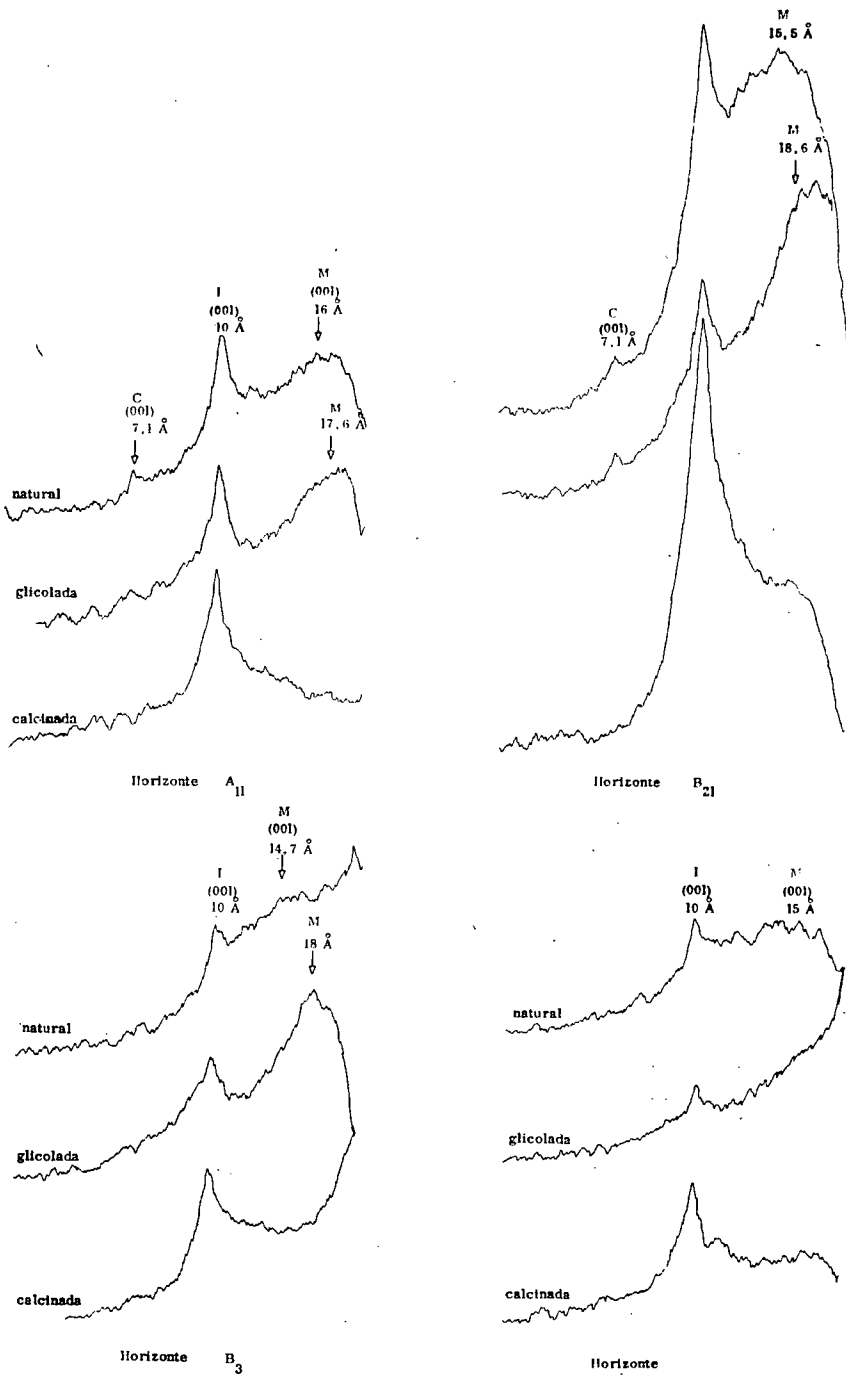 I
(001)
10 Å
M
(001)
16 Å
C
(001)
7,1 Å
M
17,6 Å
natural
glicolada
calcinada
Horizonte A11
M
15,5 Å
M
18,6 Å
C
(001)
7,1 Å
Horizonte B21
M
(001)
14,7 Å
I
(001)
10 Å
M
18 Å
natural
glicolada
calcinada
Horizonte B3
I
(001)
10 Å
M
(001)
15 Å
natural
glicolada
calcinada
Horizonte